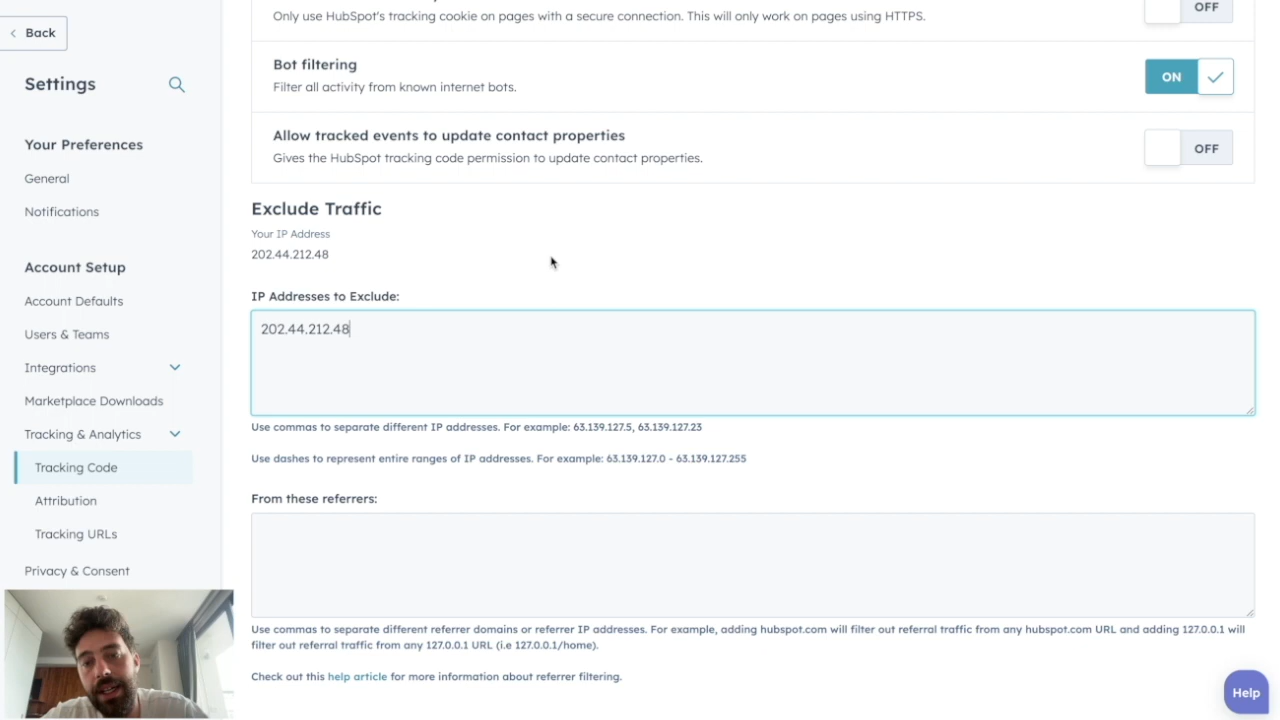 Back
Settings
Your Preferences
General
Notifications
Account Setup
Account Defaults
Users & Teams
Integrations
Marketplace Downloads
Tracking & Analytics
Tracking Code
Attribution
Tracking URLs
Privacy & Consent
Only use HubSpot's tracking cookie on pages with a secure connection. This will only work on pages using HTTPS.
OFF
Bot filtering
Filter all activity from known internet bots.
ON
Allow tracked events to update contact properties
Gives the HubSpot tracking code permission to update contact properties.
OFF
Exclude Traffic
Your IP Address
202.44.212.48
IP Addresses to Exclude:
202.44.212.48
Use commas to separate different IP addresses. For example: 63.139.127.5, 63.139.127.23
Use dashes to represent entire ranges of IP addresses. For example: 63.139.127.0 - 63.139.127.255
From these referrers:
Use commas to separate different referrer domains or referrer IP addresses. For example, adding hubspot.com will filter out referral traffic from any hubspot.com URL and adding 127.0.0.1 will
filter out referral traffic from any 127.0.0.1 URL (i.e 127.0.0.1/home).
Check out this help article for more information about referrer filtering.
Help